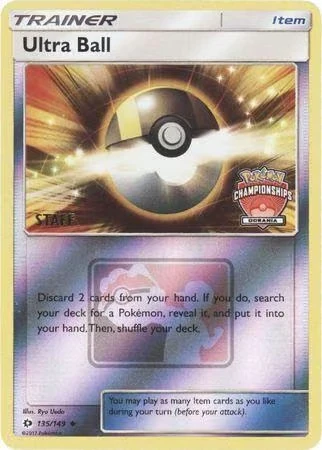 TRAINER
Item
Ultra Ball
STAFF
Pokémon
CHAMPIONSHIPS
OCEANIA
Discard 2 cards from your hand. If you do, search
your deck for a Pokémon, reveal it, and put it into
your hand. Then, shuffle your deck.
Illus. Ryo Ueda
135/149
©2017 Pokémon
You may play as many Item cards as you like
during your turn (before your attack).